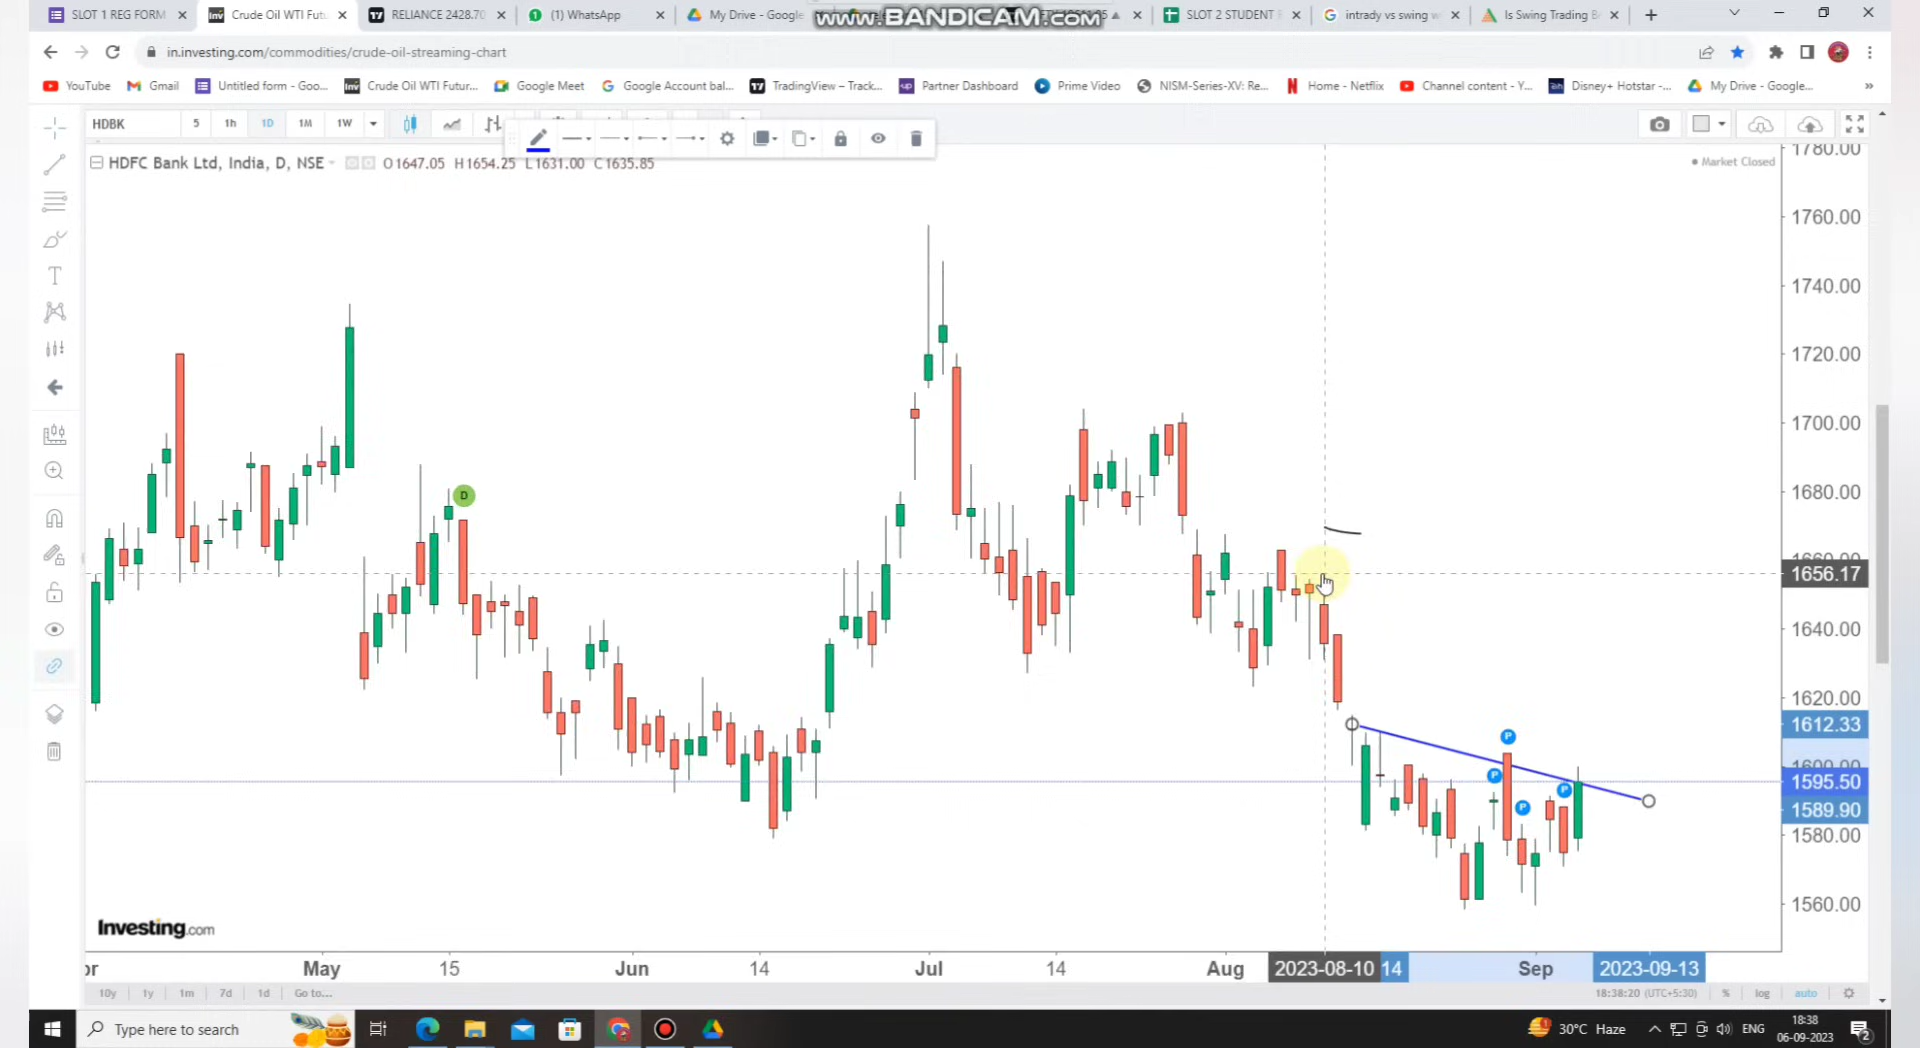 SLOT 1 REG FORM
Crude Oil WTI Futu
RELIANCE 2428.70
(1) WhatsApp
My Drive - Google
www.BANDICAM.com
SLOT 2 STUDENT
intrady vs swing
Is Swing Trading
in.investing.com/commodities/crude-oil-streaming-chart
YouTube
Gmail
Untitled form - Goo...
Crude Oil WTI Futur...
Google Meet
Google Account bal...
TradingView – Track...
Partner Dashboard
Prime Video
NISM-Series-XV: Re...
Home - Netflix
Channel content - Y...
Disney+ Hotstar -...
My Drive - Google...
HDBK
5
1h
1D
1M
1W
HDFC Bank Ltd, India, D, NSE
O1647.05 H1654.25 L1631.00 C1635.85
Market Closed
1780.00
1760.00
1740.00
1720.00
1700.00
1680.00
1660.00
1656.17
1640.00
1620.00
1612.33
1600.00
1595.50
1589.90
1580.00
1560.00
D
P
P
P
P
Investing.com
May
15
Jun
14
Jul
14
Aug
2023-08-10
14
Sep
2023-09-13
10y
1y
1m
7d
1d
Go to...
18:38:20 (UTC+5:30)
%
log
auto
Type here to search
30°C Haze
ENG
18:38
06-09-2023
2